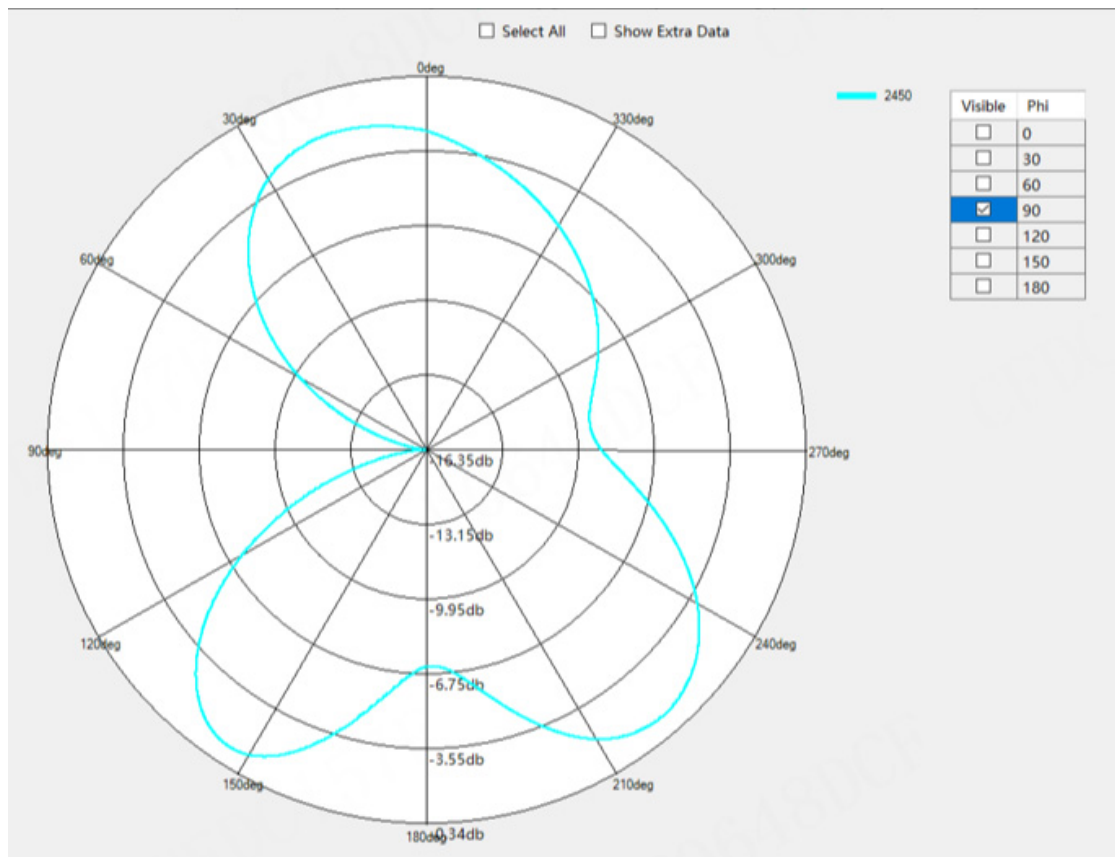 Select All Show Extra Data
0deg
2450
30deg
330deg
60deg
300deg
90deg
270deg
120deg
240deg
150deg
210deg
180deg
-16.35db
-13.15db
-9.95db
-6.75db
-3.55db
-0.34db
Visible Phi
0
30
60
90
120
150
180